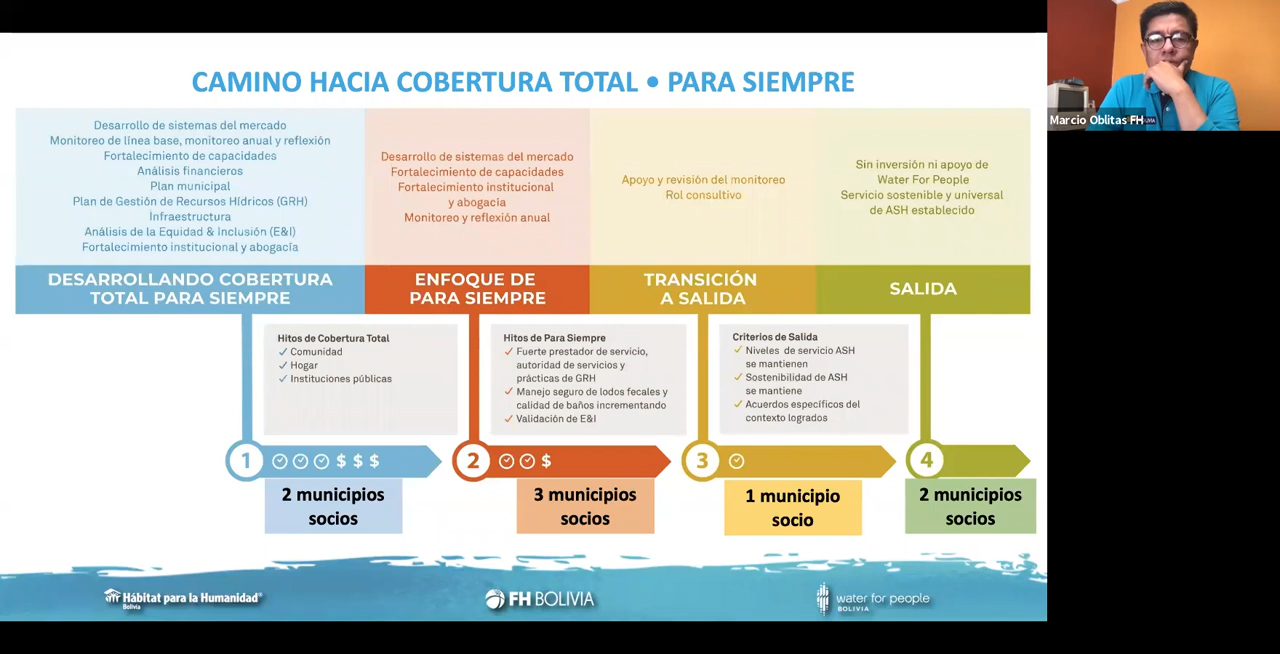 CAMINO HACIA COBERTURA TOTAL • PARA SIEMPRE
Desarrollo de sistemas del mercado
Monitoreo de línea base, monitoreo anual y reflexión
Fortalecimiento de capacidades
Análisis financieros
Plan municipal
Plan de Gestión de Recursos Hídricos (GRH)
Infraestructura
Análisis de la Equidad & Inclusión (E&I)
Fortalecimiento institucional y abogacía
Desarrollo de sistemas del mercado
Fortalecimiento de capacidades
Fortalecimiento institucional
y abogacía
Monitoreo y reflexión anual
Apoyo y revisión del monitoreo
Rol consultivo
Sin inversión ni apoyo de
Water For People
Servicio sostenible y universal
de ASH establecido
DESARROLLANDO COBERTURA
TOTAL PARA SIEMPRE
ENFOQUE DE
PARA SIEMPRE
TRANSICIÓN
A SALIDA
SALIDA
Hitos de Cobertura Total
✓ Comunidad
✓ Hogar
✓ Instituciones públicas
Hitos de Para Siempre
✓ Fuerte prestador de servicio,
autoridad de servicios y
prácticas de GRH
✓ Manejo seguro de lodos fecales y
calidad de baños incrementando
✓ Validación de E&I
Criterios de Salida
✓ Niveles de servicio ASH
se mantienen
✓ Sostenibilidad de ASH
se mantiene
✓ Acuerdos específicos del
contexto logrados
1 $ $ $
2 $
3
4
2 municipios
socios
3 municipios
socios
1 municipio
socio
2 municipios
socios
Hábitat para la Humanidad®
Bolivia
FH BOLIVIA
water for people
BOLIVIA
Marcio Oblitas FH